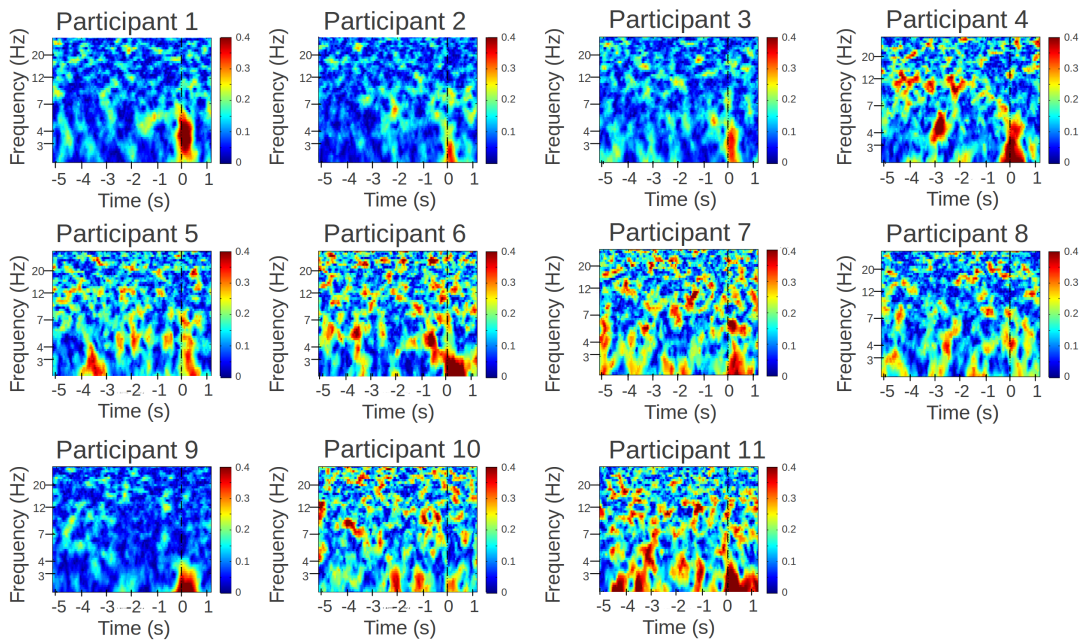 Participant 1
Frequency (Hz)
20
12
7
4
3
-5 -4 -3 -2 -1 0 1
Time (s)
0.4
0.3
0.2
0.1
0
Participant 2
Frequency (Hz)
20
12
7
4
3
-5 -4 -3 -2 -1 0 1
Time (s)
0.4
0.3
0.2
0.1
0
Participant 3
Frequency (Hz)
20
12
7
4
3
-5 -4 -3 -2 -1 0 1
Time (s)
0.4
0.3
0.2
0.1
0
Participant 4
Frequency (Hz)
20
12
7
4
3
-5 -4 -3 -2 -1 0 1
Time (s)
0.4
0.3
0.2
0.1
0
Participant 5
Frequency (Hz)
20
12
7
4
3
-5 -4 -3 -2 -1 0 1
Time (s)
0.4
0.3
0.2
0.1
0
Participant 6
Frequency (Hz)
20
12
7
4
3
-5 -4 -3 -2 -1 0 1
Time (s)
0.4
0.3
0.2
0.1
0
Participant 7
Frequency (Hz)
20
12
7
4
3
-5 -4 -3 -2 -1 0 1
Time (s)
0.4
0.3
0.2
0.1
0
Participant 8
Frequency (Hz)
20
12
7
4
3
-5 -4 -3 -2 -1 0 1
Time (s)
0.4
0.3
0.2
0.1
0
Participant 9
Frequency (Hz)
20
12
7
4
3
-5 -4 -3 -2 -1 0 1
Time (s)
0.4
0.3
0.2
0.1
0
Participant 10
Frequency (Hz)
20
12
7
4
3
-5 -4 -3 -2 -1 0 1
Time (s)
0.4
0.3
0.2
0.1
0
Participant 11
Frequency (Hz)
20
12
7
4
3
-5 -4 -3 -2 -1 0 1
Time (s)
0.4
0.3
0.2
0.1
0